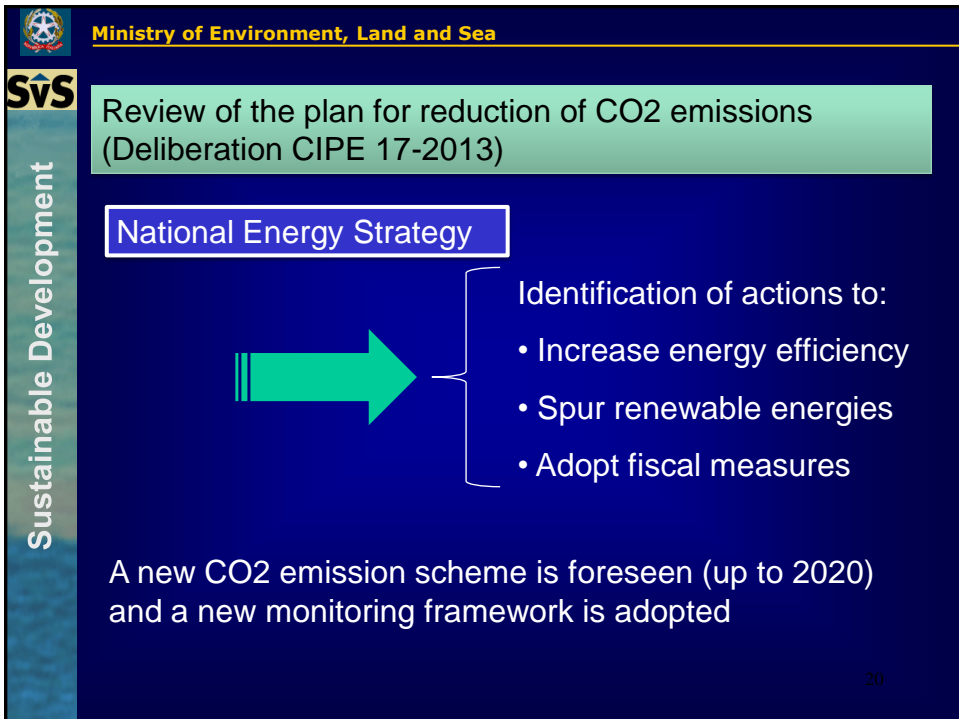 Ministry of Environment, Land and Sea
SvS
Sustainable Development
Review of the plan for reduction of CO2 emissions
(Deliberation CIPE 17-2013)
National Energy Strategy
Identification of actions to:
• Increase energy efficiency
• Spur renewable energies
• Adopt fiscal measures
A new CO2 emission scheme is foreseen (up to 2020)
and a new monitoring framework is adopted
20